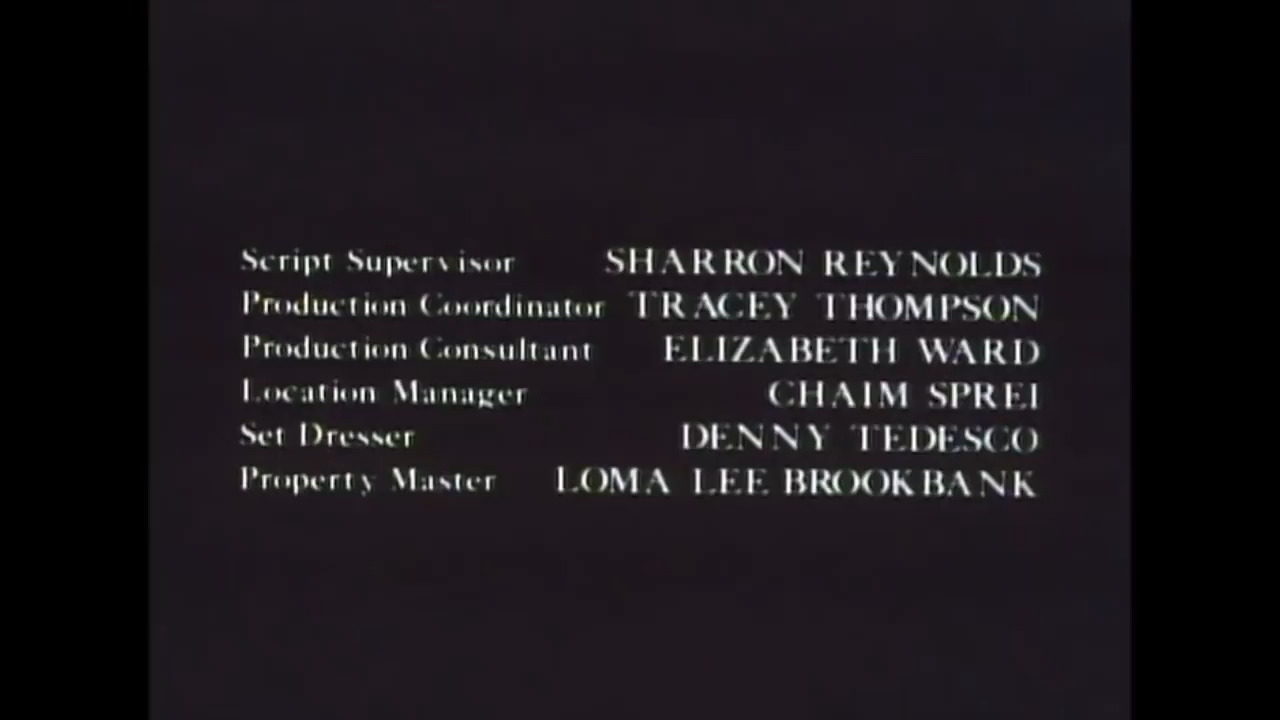 Script Supervisor SHARRON REYNOLDS
Production Coordinator TRACEY THOMPSON
Production Consultant ELIZABETH WARD
Location Manager CHAIM SPREI
Set Dresser DENNY TEDESCO
Property Master LOMA LEE BROOKBANK